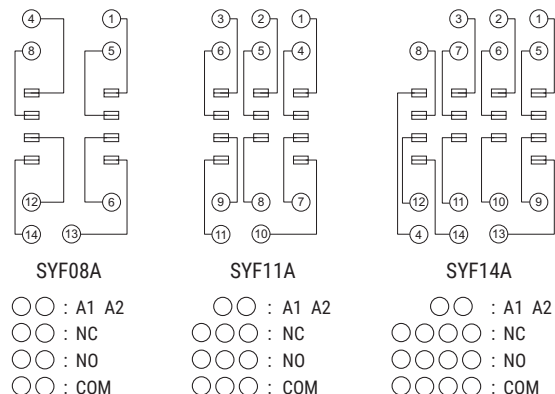 4 1 3 2 1 3 2 1
8 5 6 5 4 8 7 6 5
12 6 9 8 7 12 11 10 9
14 13 11 10 4 14 13
SYF08A SYF11A SYF14A
: A1 A2 : A1 A2 : A1 A2
: NC : NC : NC
: NO : NO : NO
: COM : COM : COM